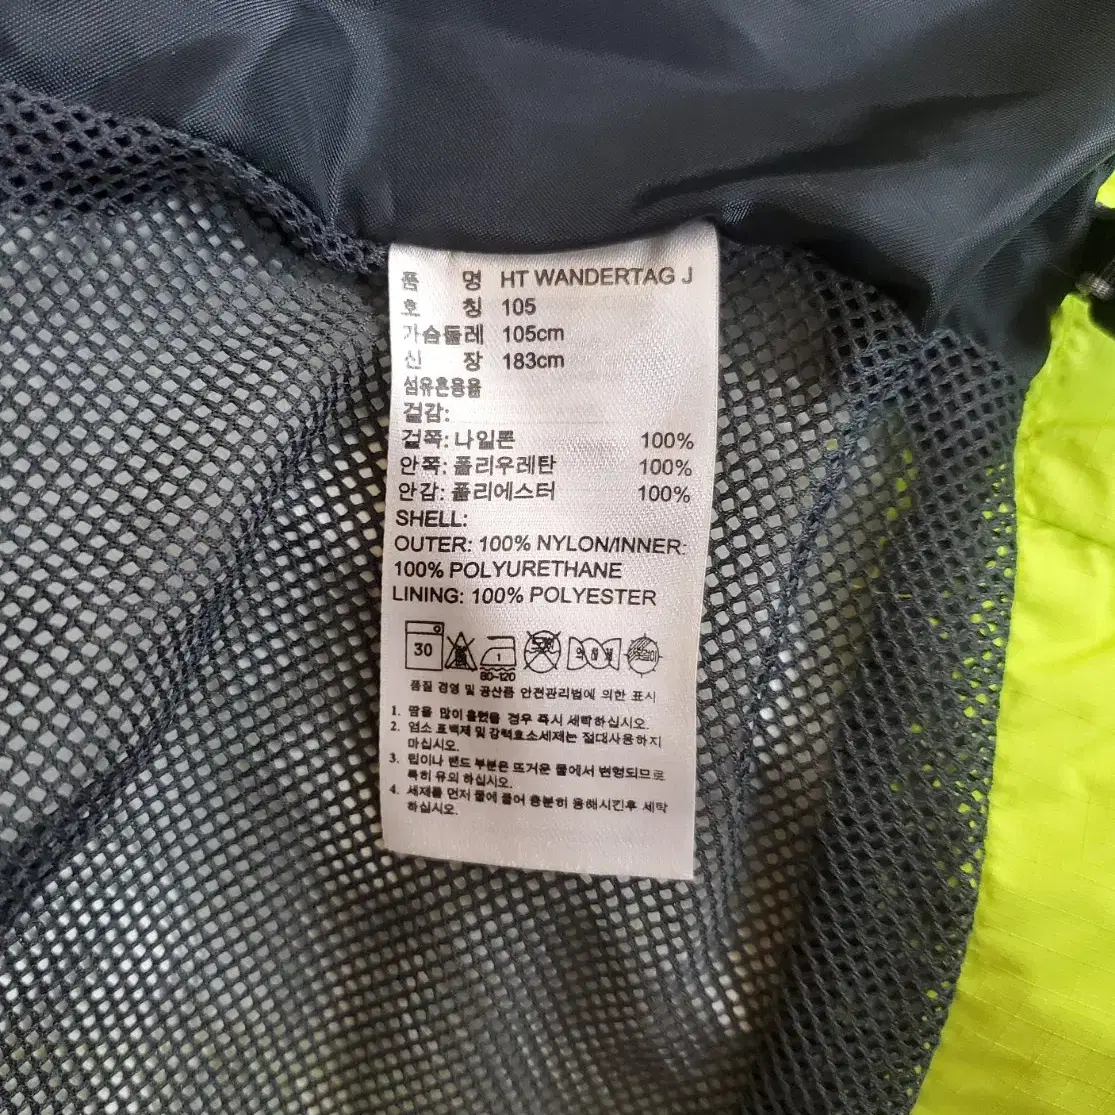 품 명 HT WANDERTAG J
호 칭 105
가슴둘레 105cm
신 장 183cm
섬유혼용율
겉감:
겉쪽: 나일론 100%
안쪽: 폴리우레탄 100%
안감: 폴리에스터 100%
SHELL:
OUTER: 100% NYLON/INNER:
100% POLYURETHANE
LINING: 100% POLYESTER
30
1
80-120
품질 경영 및 공산품 안전관리법에 의한 표시
1. 땀을 많이 흘렸을 경우 즉시 세탁하십시오.
2. 염소 표백제 및 강력효소세제는 절대사용하지
마십시오.
3. 립이나 밴드 부분은 뜨거운 물에서 변형되므로
특히 유의 하십시오.
4. 세제를 먼저 물에 풀어 충분히 용해시킨후 세탁
하십시오.